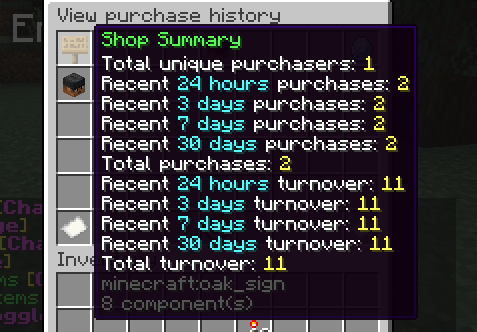 View purchase history
Shop Summary
Total unique purchasers: 1
Recent 24 hours purchases: 2
Recent 3 days purchases: 2
Recent 7 days purchases: 2
Recent 30 days purchases: 2
Total purchases: 2
Recent 24 hours turnover: 11
Recent 3 days turnover: 11
Recent 7 days turnover: 11
Recent 30 days turnover: 11
Total turnover: 11
minecraft:oak_sign
8 component(s)